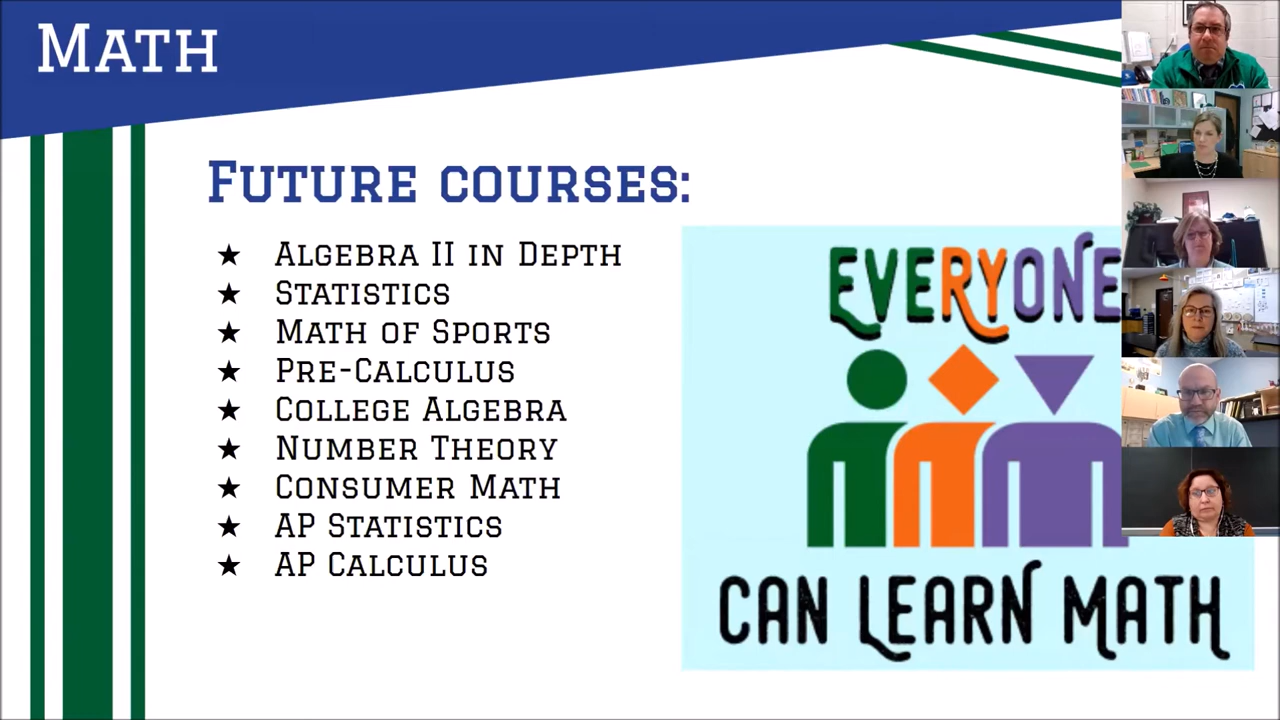 Math
Future courses:
★ Algebra II in Depth
★ Statistics
★ Math of Sports
★ Pre-Calculus
★ College Algebra
★ Number Theory
★ Consumer Math
★ AP Statistics
★ AP Calculus
EVERYONE
CAN LEARN MATH